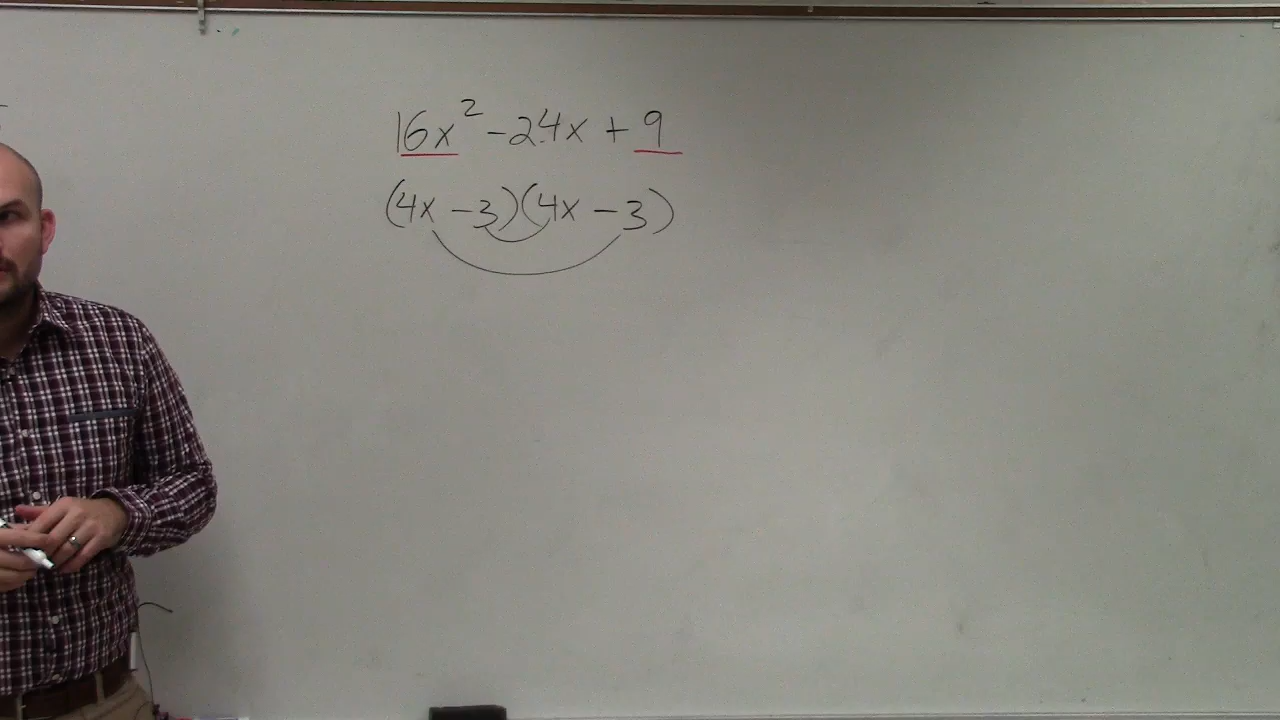 16x² - 24x + 9
(4x - 3)(4x - 3)